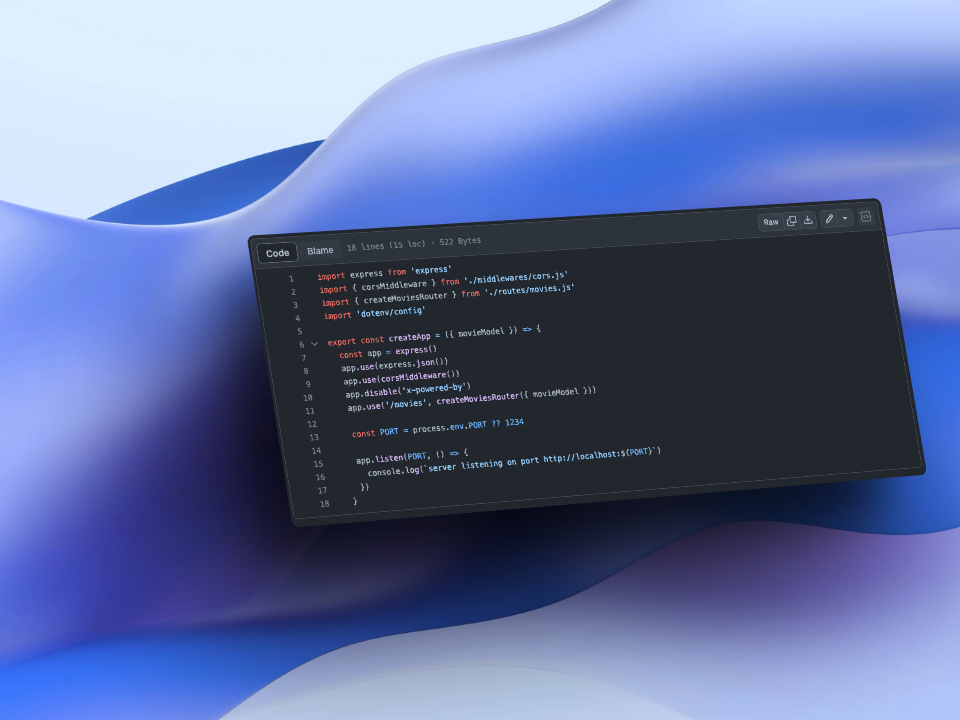 Code Blame 18 lines (15 loc) · 522 Bytes Raw
1 import express from 'express'
2 import { corsMiddleware } from './middlewares/cors.js'
3 import { createMoviesRouter } from './routes/movies.js'
4 import 'dotenv/config'
5
6 export const createApp = ({ movieModel }) => {
7 const app = express()
8 app.use(express.json())
9 app.use(corsMiddleware())
10 app.disable('x-powered-by')
11 app.use('/movies', createMoviesRouter({ movieModel }))
12
13 const PORT = process.env.PORT ?? 1234
14
15 app.listen(PORT, () => {
16 console.log(`server listening on port http://localhost:${PORT}`)
17 })
18 }